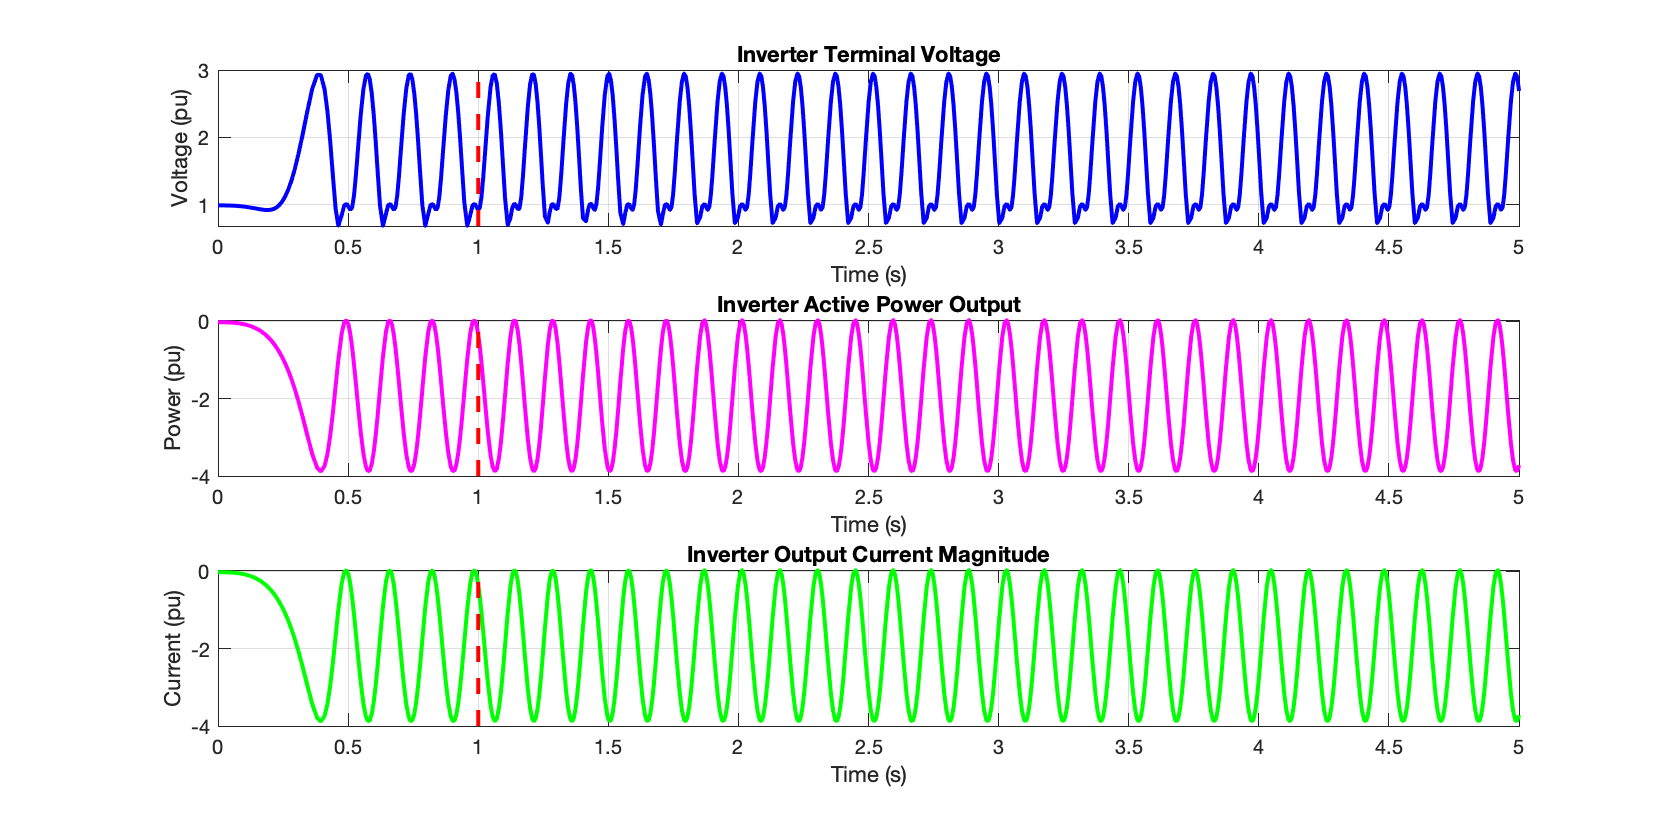 Inverter Terminal Voltage
Voltage (pu)
3
2
1
0 0.5 1 1.5 2 2.5 3 3.5 4 4.5 5
Time (s)
Inverter Active Power Output
Power (pu)
0
-2
-4
0 0.5 1 1.5 2 2.5 3 3.5 4 4.5 5
Time (s)
Inverter Output Current Magnitude
Current (pu)
0
-2
-4
0 0.5 1 1.5 2 2.5 3 3.5 4 4.5 5
Time (s)